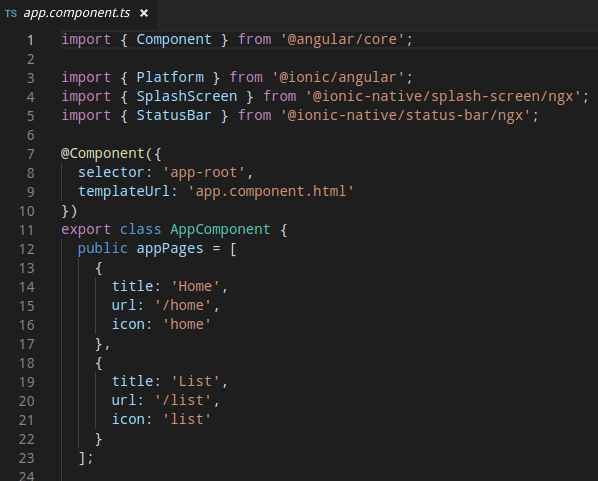 TS app.component.ts ×
1 import { Component } from '@angular/core';
2
3 import { Platform } from '@ionic/angular';
4 import { SplashScreen } from '@ionic-native/splash-screen/ngx';
5 import { StatusBar } from '@ionic-native/status-bar/ngx';
6
7 @Component({
8   selector: 'app-root',
9   templateUrl: 'app.component.html'
10 })
11 export class AppComponent {
12   public appPages = [
13     {
14       title: 'Home',
15       url: '/home',
16       icon: 'home'
17     },
18     {
19       title: 'List',
20       url: '/list',
21       icon: 'list'
22     }
23   ];
24